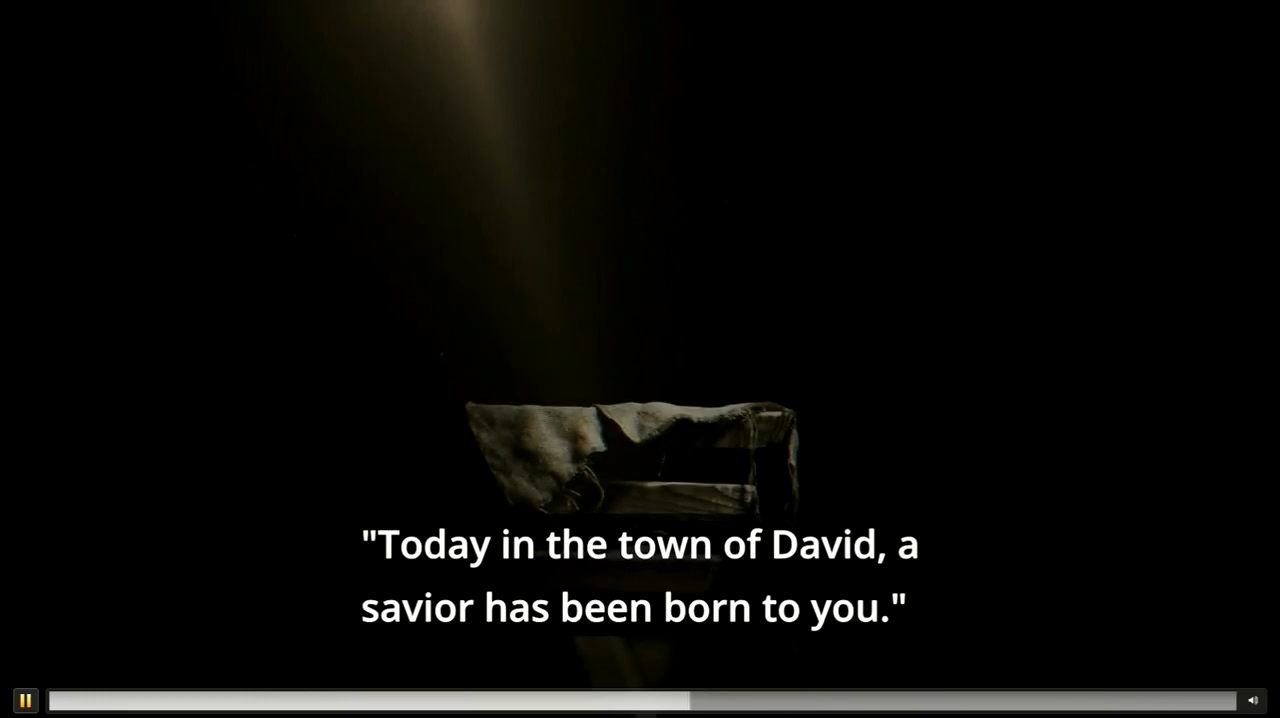 "Today in the town of David, a
savior has been born to you."